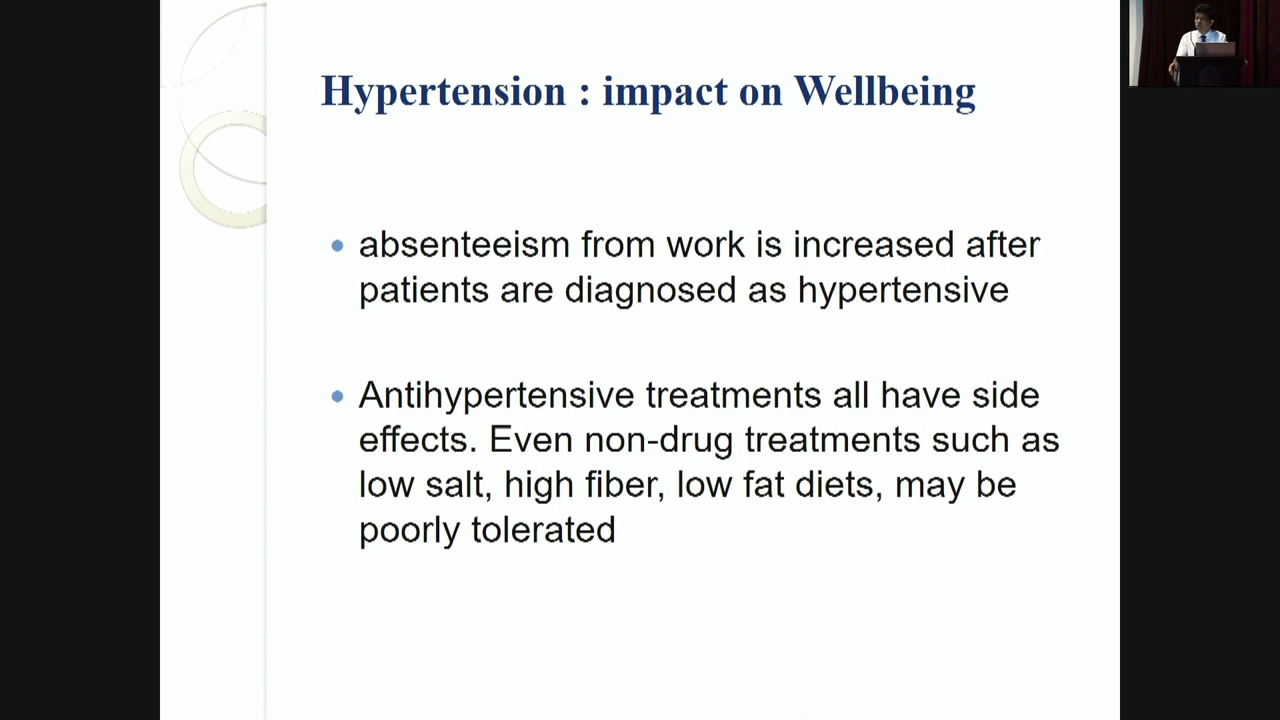 Hypertension : impact on Wellbeing
absenteeism from work is increased after
patients are diagnosed as hypertensive
Antihypertensive treatments all have side
effects. Even non-drug treatments such as
low salt, high fiber, low fat diets, may be
poorly tolerated